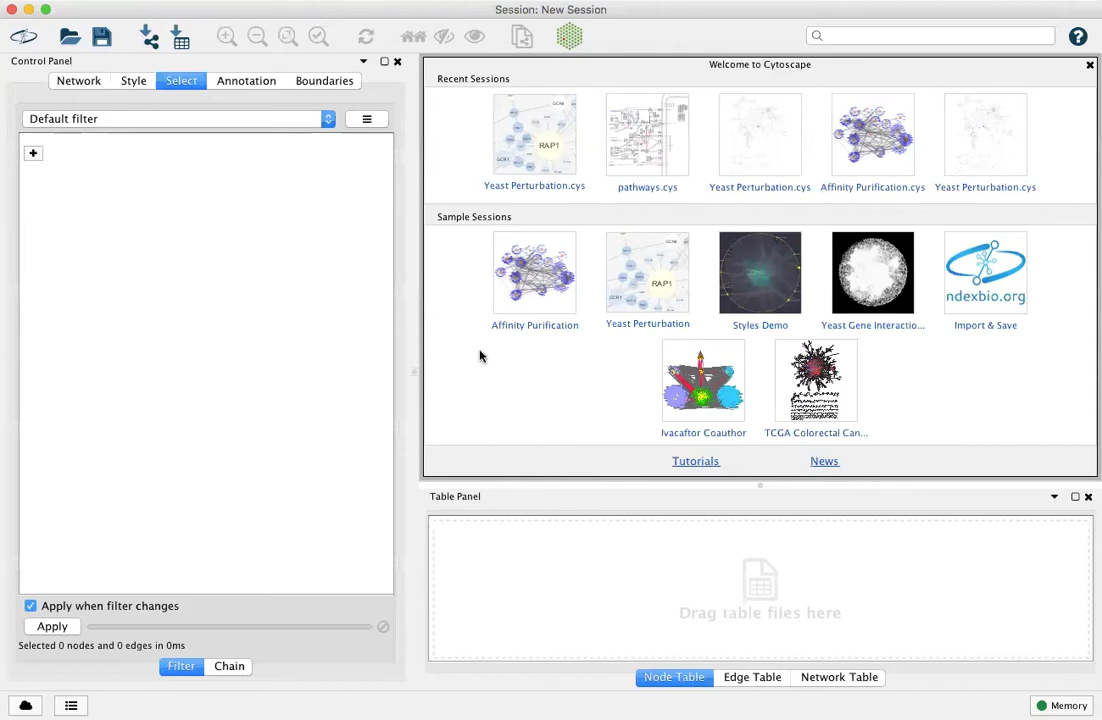 Session: New Session
Control Panel
Network Style Select Annotation Boundaries
Default filter
Apply when filter changes
Apply
Selected 0 nodes and 0 edges in 0ms
Filter Chain
Welcome to Cytoscape
Recent Sessions
RAP1
Yeast Perturbation.cys pathways.cys Yeast Perturbation.cys Affinity Purification.cys Yeast Perturbation.cys
Sample Sessions
RAP1
ndexbio.org
Affinity Purification Yeast Perturbation Styles Demo Yeast Gene Interactio... Import & Save
Ivacaftor Coauthor TCGA Colorectal Can...
Tutorials News
Table Panel
Drag table files here
Node Table Edge Table Network Table
Memory